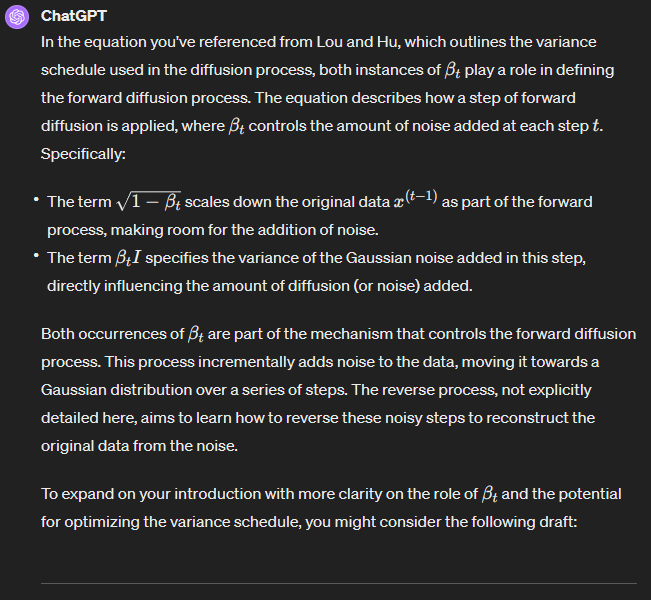 ChatGPT
In the equation you've referenced from Lou and Hu, which outlines the variance
schedule used in the diffusion process, both instances of βₜ play a role in defining
the forward diffusion process. The equation describes how a step of forward
diffusion is applied, where βₜ controls the amount of noise added at each step t.
Specifically:
• The term √(1 − βₜ) scales down the original data x⁽ᵗ⁻¹⁾ as part of the forward
process, making room for the addition of noise.
• The term βₜI specifies the variance of the Gaussian noise added in this step,
directly influencing the amount of diffusion (or noise) added.
Both occurrences of βₜ are part of the mechanism that controls the forward diffusion
process. This process incrementally adds noise to the data, moving it towards a
Gaussian distribution over a series of steps. The reverse process, not explicitly
detailed here, aims to learn how to reverse these noisy steps to reconstruct the
original data from the noise.
To expand on your introduction with more clarity on the role of βₜ and the potential
for optimizing the variance schedule, you might consider the following draft: